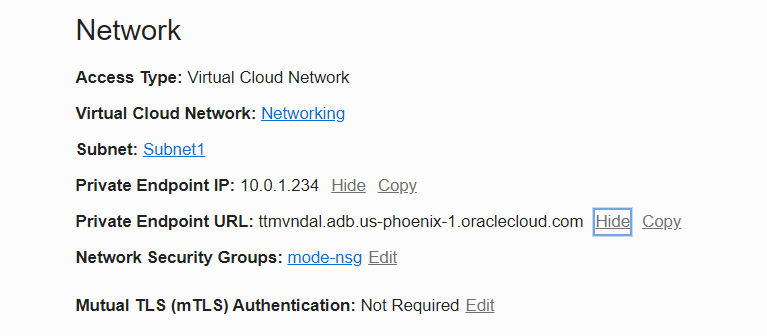 Network
Access Type: Virtual Cloud Network
Virtual Cloud Network: Networking
Subnet: Subnet1
Private Endpoint IP: 10.0.1.234 Hide Copy
Private Endpoint URL: ttmvndal.adb.us-phoenix-1.oraclecloud.com Hide Copy
Network Security Groups: mode-nsg Edit
Mutual TLS (mTLS) Authentication: Not Required Edit